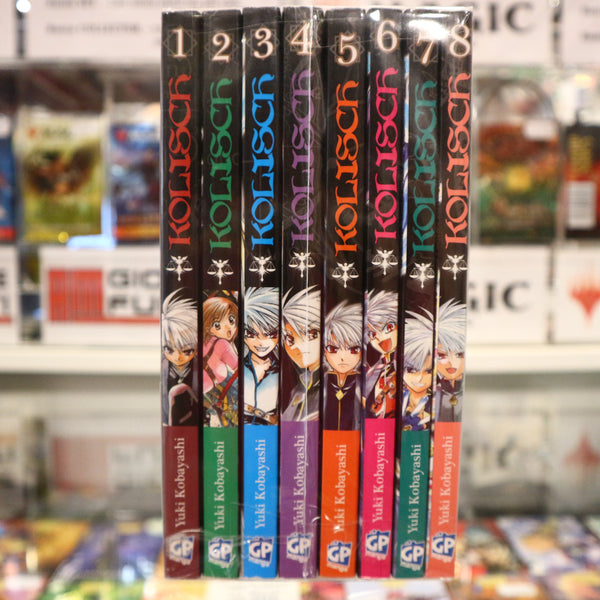 1 KOLISCH Yuki Kobayashi GP
2 KOLISCH Yuki Kobayashi GP
3 KOLISCH Yuki Kobayashi GP
4 KOLISCH Yuki Kobayashi GP
5 KOLISCH Yuki Kobayashi GP
6 KOLISCH Yuki Kobayashi GP
7 KOLISCH Yuki Kobayashi GP
8 KOLISCH Yuki Kobayashi GP
MAGIC